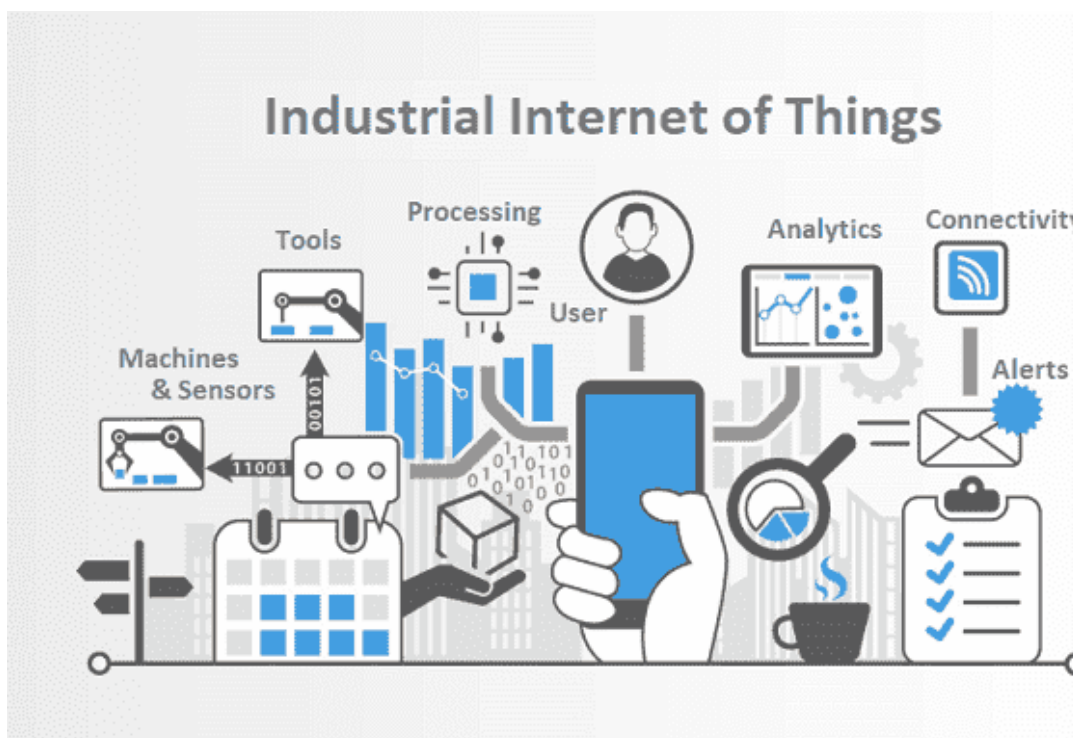 Industrial Internet of Things
Processing
Tools
User
Analytics
Connectivity
Machines
& Sensors
Alerts
00101
11001